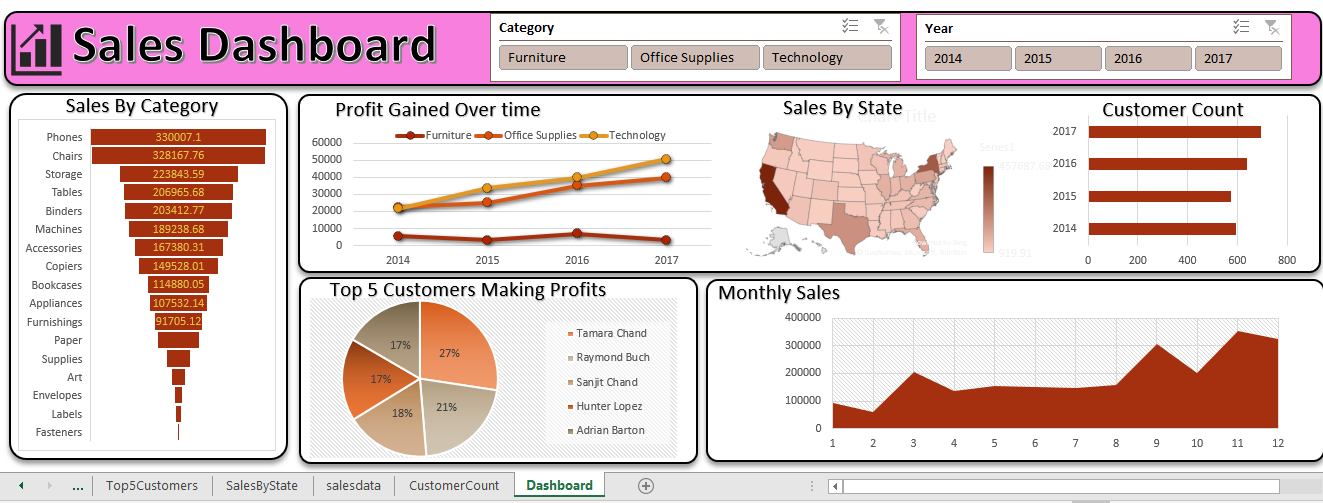 Sales Dashboard
Category
Furniture
Office Supplies
Technology
Year
2014
2015
2016
2017
Sales By Category
Phones 330007.1
Chairs 328167.76
Storage 223843.59
Tables 206965.68
Binders 203412.77
Machines 189238.68
Accessories 167380.31
Copiers 149528.01
Bookcases 114880.05
Appliances 107532.14
Furnishings 91705.12
Paper
Supplies
Art
Envelopes
Labels
Fasteners
Profit Gained Over time
Furniture Office Supplies Technology
60000
50000
40000
30000
20000
10000
0
2014 2015 2016 2017
Sales By State
Chart Title
Series1
457687.68
919.91
Customer Count
2017
2016
2015
2014
0 200 400 600 800
Top 5 Customers Making Profits
27%
21%
18%
17%
17%
Tamara Chand
Raymond Buch
Sanjit Chand
Hunter Lopez
Adrian Barton
Monthly Sales
400000
300000
200000
100000
0
1 2 3 4 5 6 7 8 9 10 11 12
... Top5Customers SalesByState salesdata CustomerCount Dashboard